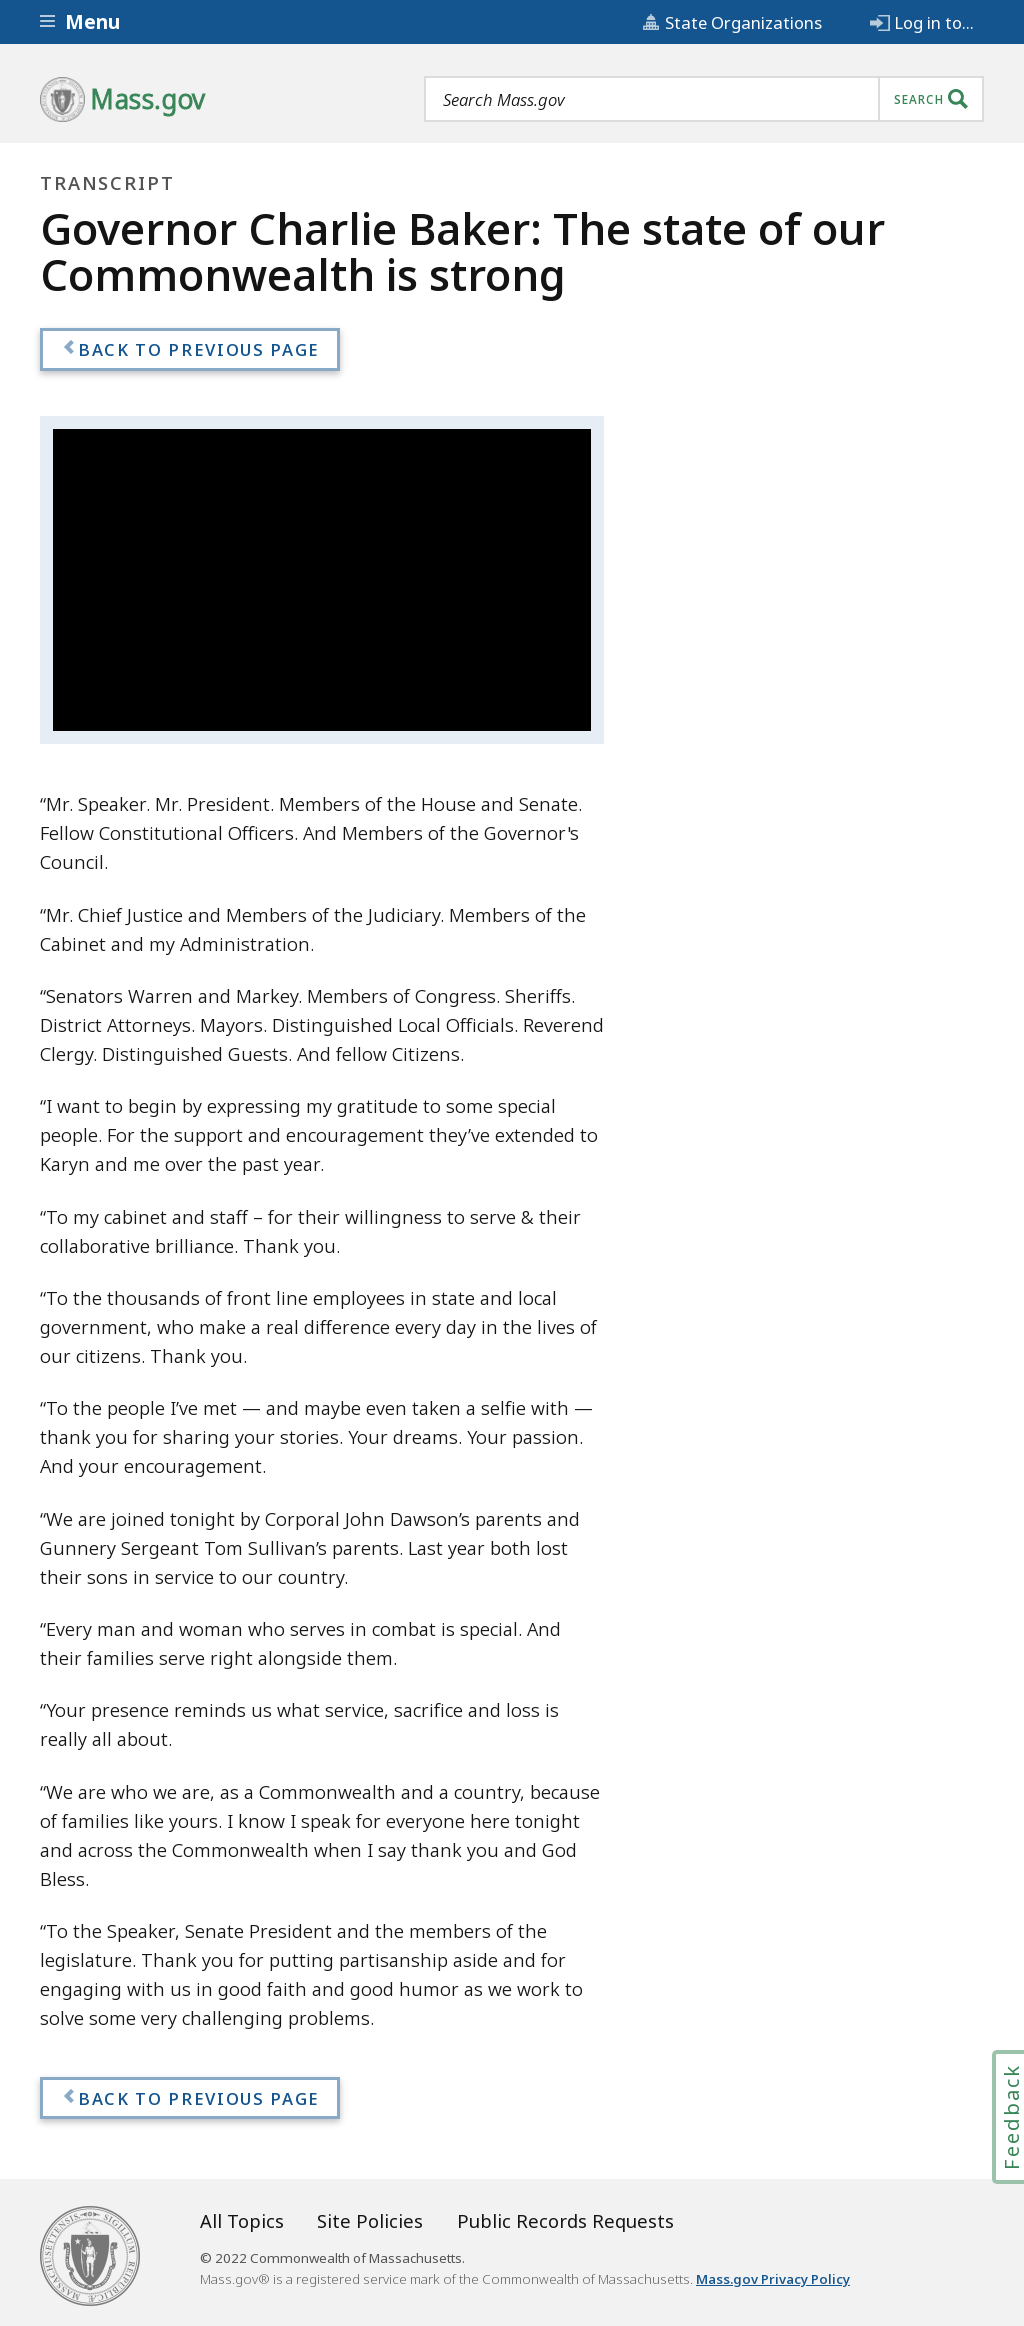 Menu
State Organizations
Log in to...
Mass.gov
Search Mass.gov
SEARCH
TRANSCRIPT
Governor Charlie Baker: The state of our
Commonwealth is strong
BACK TO PREVIOUS PAGE
“Mr. Speaker. Mr. President. Members of the House and Senate.
Fellow Constitutional Officers. And Members of the Governor's
Council.
“Mr. Chief Justice and Members of the Judiciary. Members of the
Cabinet and my Administration.
“Senators Warren and Markey. Members of Congress. Sheriffs.
District Attorneys. Mayors. Distinguished Local Officials. Reverend
Clergy. Distinguished Guests. And fellow Citizens.
“I want to begin by expressing my gratitude to some special
people. For the support and encouragement they’ve extended to
Karyn and me over the past year.
“To my cabinet and staff – for their willingness to serve & their
collaborative brilliance. Thank you.
“To the thousands of front line employees in state and local
government, who make a real difference every day in the lives of
our citizens. Thank you.
“To the people I’ve met — and maybe even taken a selfie with —
thank you for sharing your stories. Your dreams. Your passion.
And your encouragement.
“We are joined tonight by Corporal John Dawson’s parents and
Gunnery Sergeant Tom Sullivan’s parents. Last year both lost
their sons in service to our country.
“Every man and woman who serves in combat is special. And
their families serve right alongside them.
“Your presence reminds us what service, sacrifice and loss is
really all about.
“We are who we are, as a Commonwealth and a country, because
of families like yours. I know I speak for everyone here tonight
and across the Commonwealth when I say thank you and God
Bless.
“To the Speaker, Senate President and the members of the
legislature. Thank you for putting partisanship aside and for
engaging with us in good faith and good humor as we work to
solve some very challenging problems.
BACK TO PREVIOUS PAGE
Feedback
All Topics
Site Policies
Public Records Requests
© 2022 Commonwealth of Massachusetts.
Mass.gov® is a registered service mark of the Commonwealth of Massachusetts. Mass.gov Privacy Policy